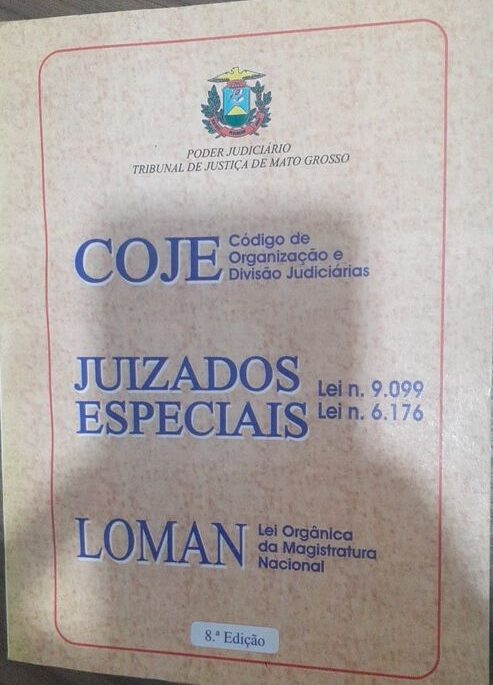 PODER JUDICIÁRIO
TRIBUNAL DE JUSTIÇA DE MATO GROSSO
COJE
Código de
Organização e
Divisão Judiciárias
JUIZADOS
ESPECIAIS
Lei n. 9.099
Lei n. 6.176
LOMAN
Lei Orgânica
da Magistratura
Nacional
8.ª Edição